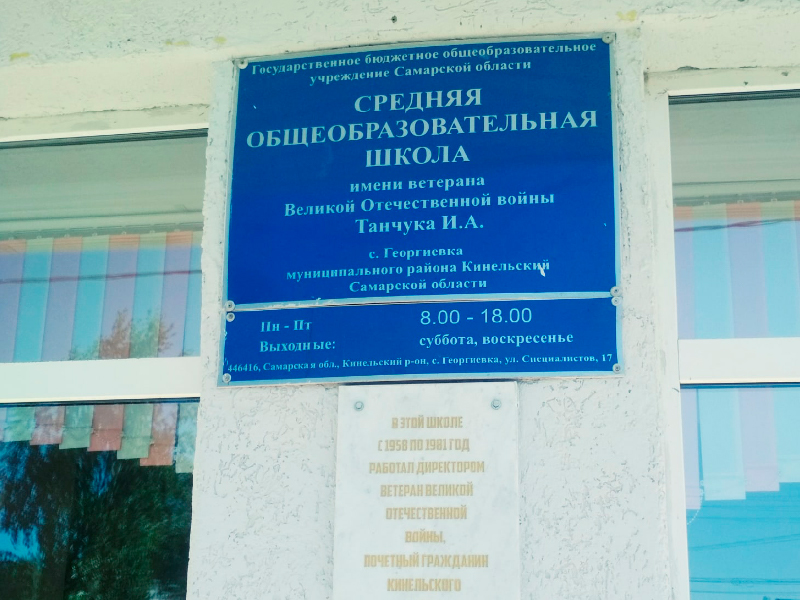 Государственное бюджетное общеобразовательное
учреждение Самарской области
СРЕДНЯЯ
ОБЩЕОБРАЗОВАТЕЛЬНАЯ
ШКОЛА
имени ветерана
Великой Отечественной войны
Танчука И.А.
с. Георгиевка
муниципального района Кинельский
Самарской области
Пн - Пт 8.00 - 18.00
Выходные: суббота, воскресенье
446416, Самарская обл., Кинельский р-он, с. Георгиевка, ул. Специалистов, 17
В ЭТОЙ ШКОЛЕ
С 1958 ПО 1981 ГОД
РАБОТАЛ ДИРЕКТОРОМ
ВЕТЕРАН ВЕЛИКОЙ
ОТЕЧЕСТВЕННОЙ
ВОЙНЫ,
ПОЧЕТНЫЙ ГРАЖДАНИН
КИНЕЛЬСКОГО